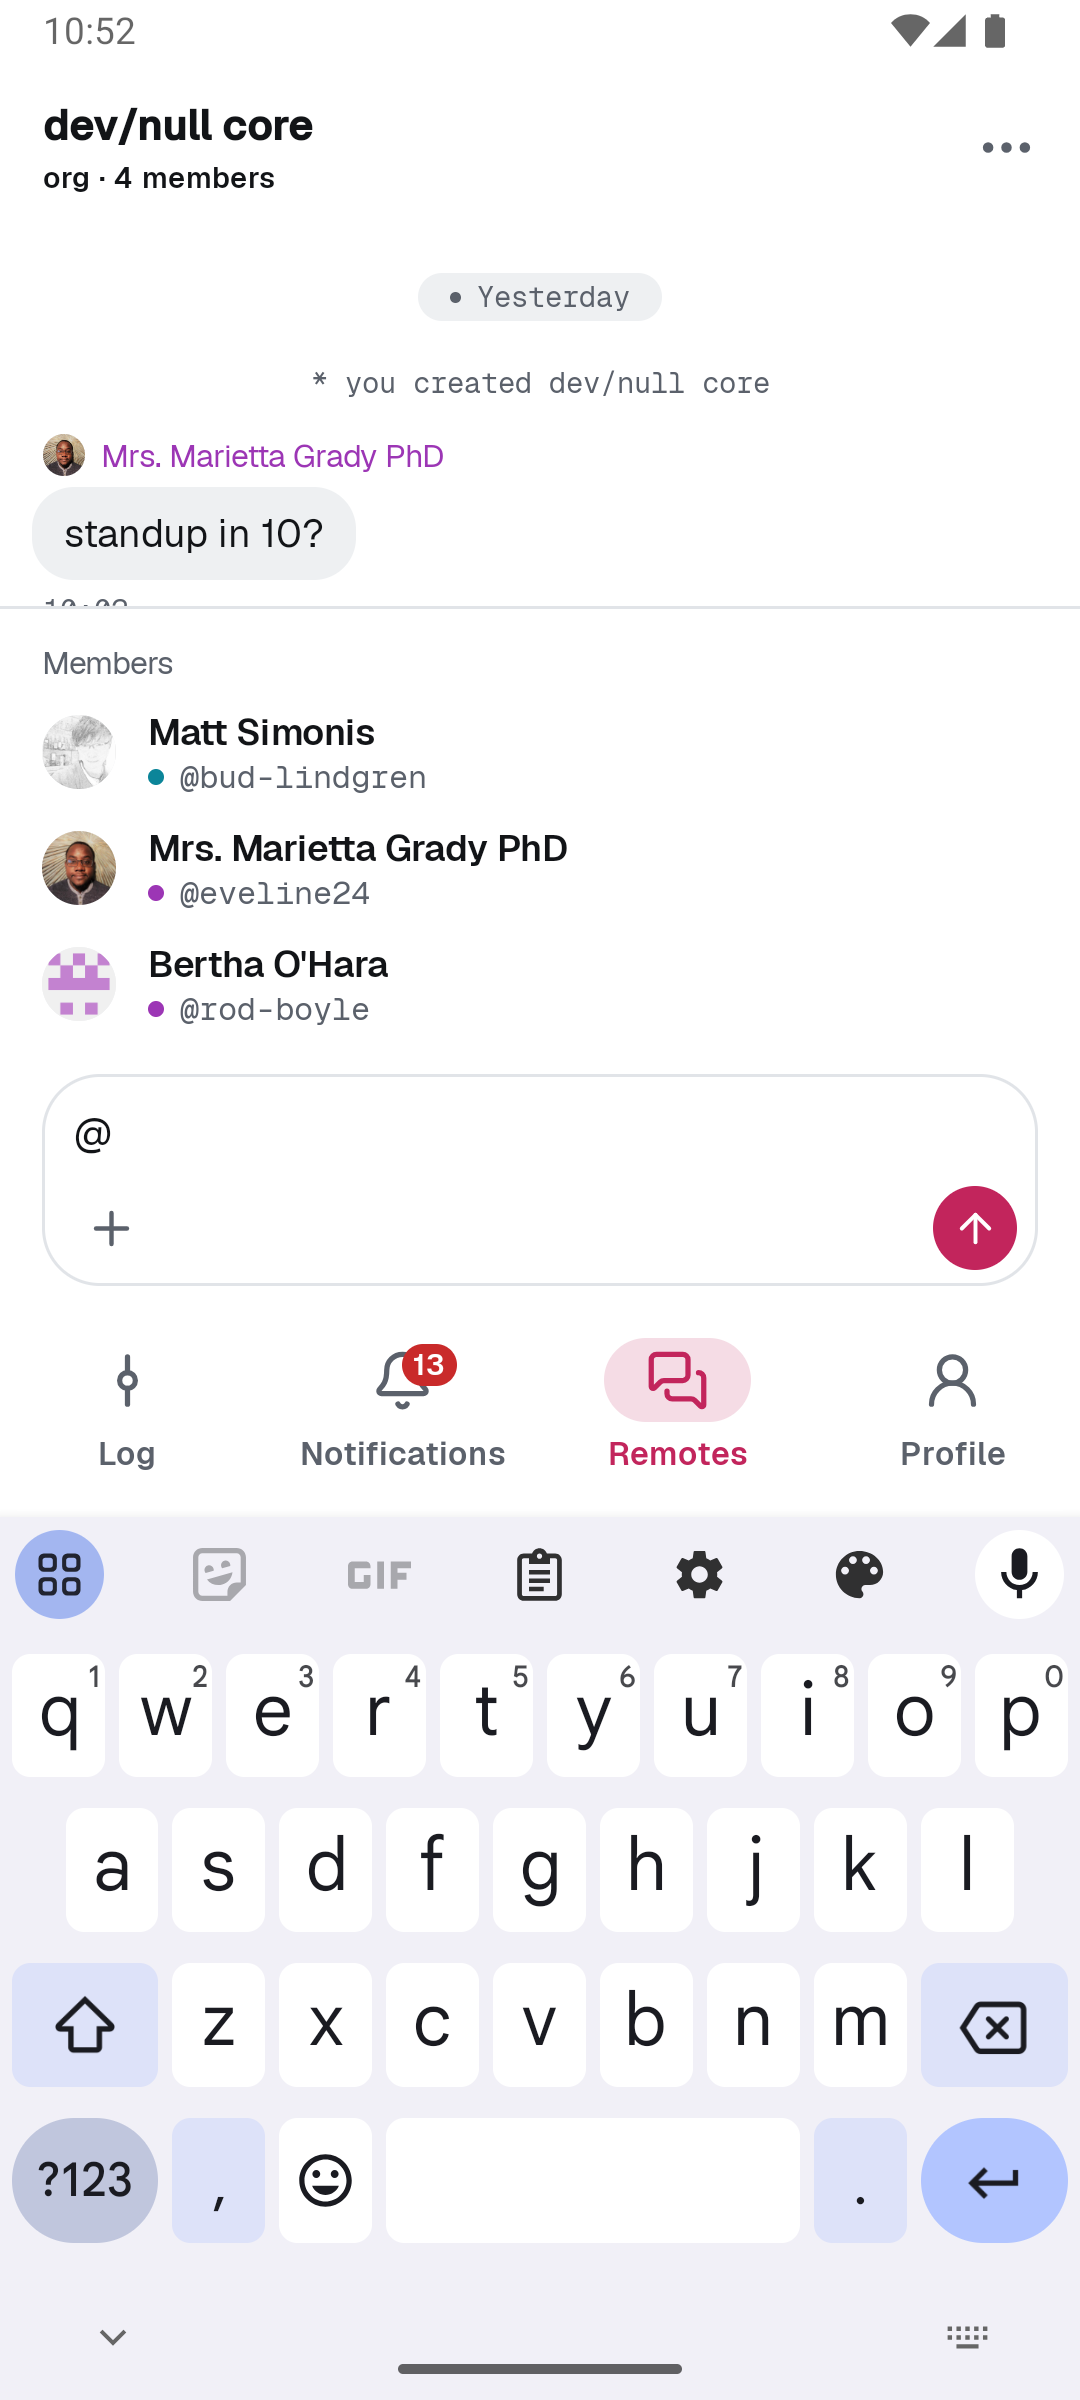 10:52
dev/null core
org · 4 members
• Yesterday
* you created dev/null core
Mrs. Marietta Grady PhD
standup in 10?
Members
Matt Simonis
@bud-lindgren
Mrs. Marietta Grady PhD
@eveline24
Bertha O'Hara
@rod-boyle
@
13
Log Notifications Remotes Profile
GIF
1 2 3 4 5 6 7 8 9 0
q w e r t y u i o p
a s d f g h j k l
z x c v b n m
?123 , .